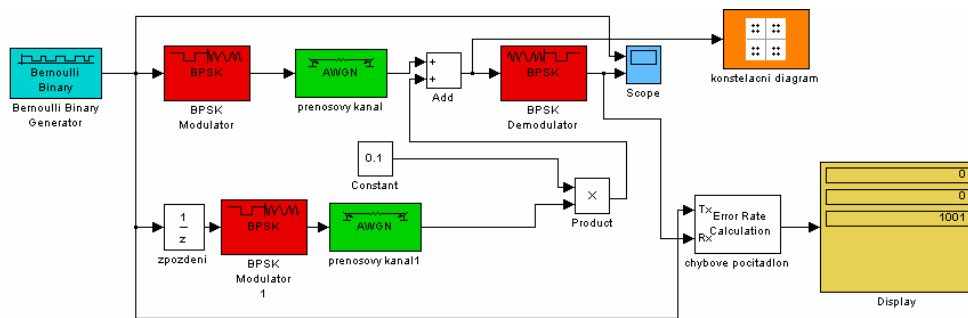 Bernoulli
Binary
Bernoulli Binary
Generator
BPSK
BPSK
Modulator
AWGN
prenosovy kanal
+
+
Add
BPSK
BPSK
Demodulator
Scope
konstelacni diagram
0.1
Constant
×
Product
1
z
zpozdeni
BPSK
BPSK
Modulator
1
AWGN
prenosovy kanal1
Tx
Rx
Error Rate
Calculation
chybove pocitadlon
0
0
1001
Display